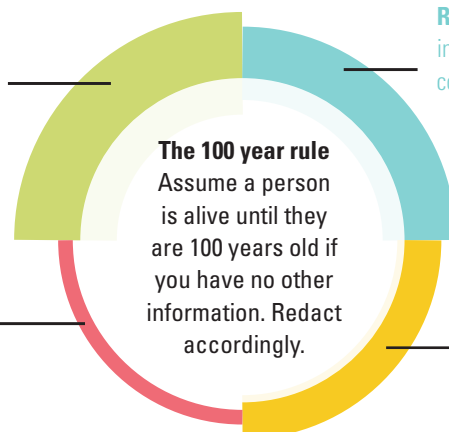 The 100 year rule
Assume a person
is alive until they
are 100 years old if
you have no other
information. Redact
accordingly.